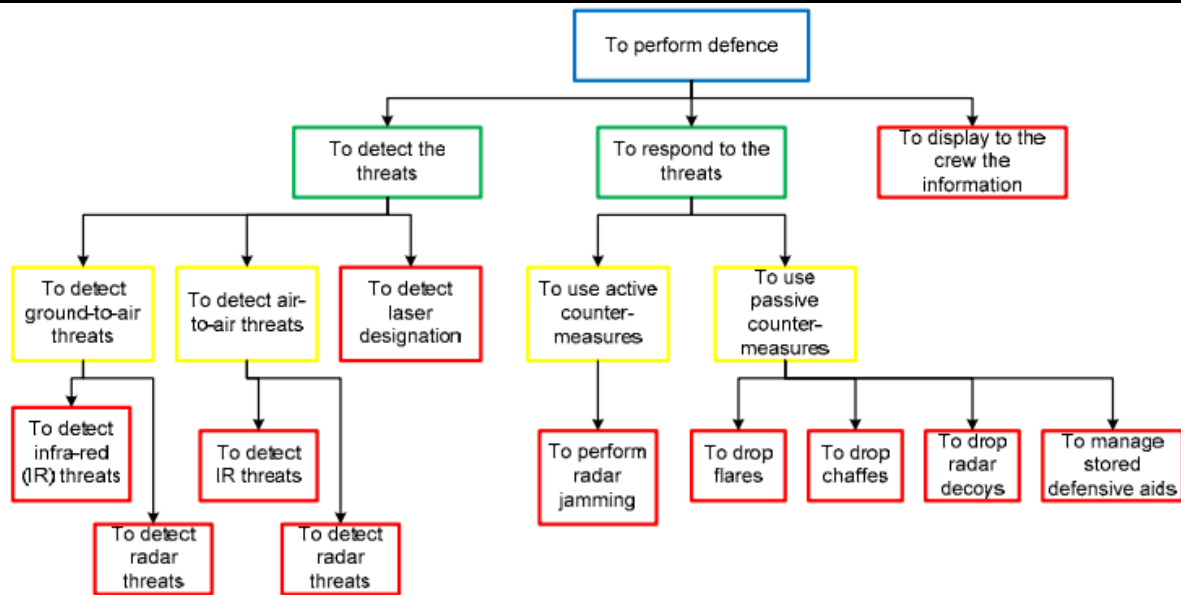 To perform defence
To detect the
threats
To respond to the
threats
To display to the
crew the
information
To detect
ground-to-air
threats
To detect air-
to-air threats
To detect
laser
designation
To use active
counter-
measures
To use
passive
counter-
measures
To detect
infra-red
(IR) threats
To detect
IR threats
To perform
radar
jamming
To drop
flares
To drop
chaffes
To drop
radar
decoys
To manage
stored
defensive aids
To detect
radar
threats
To detect
radar
threats